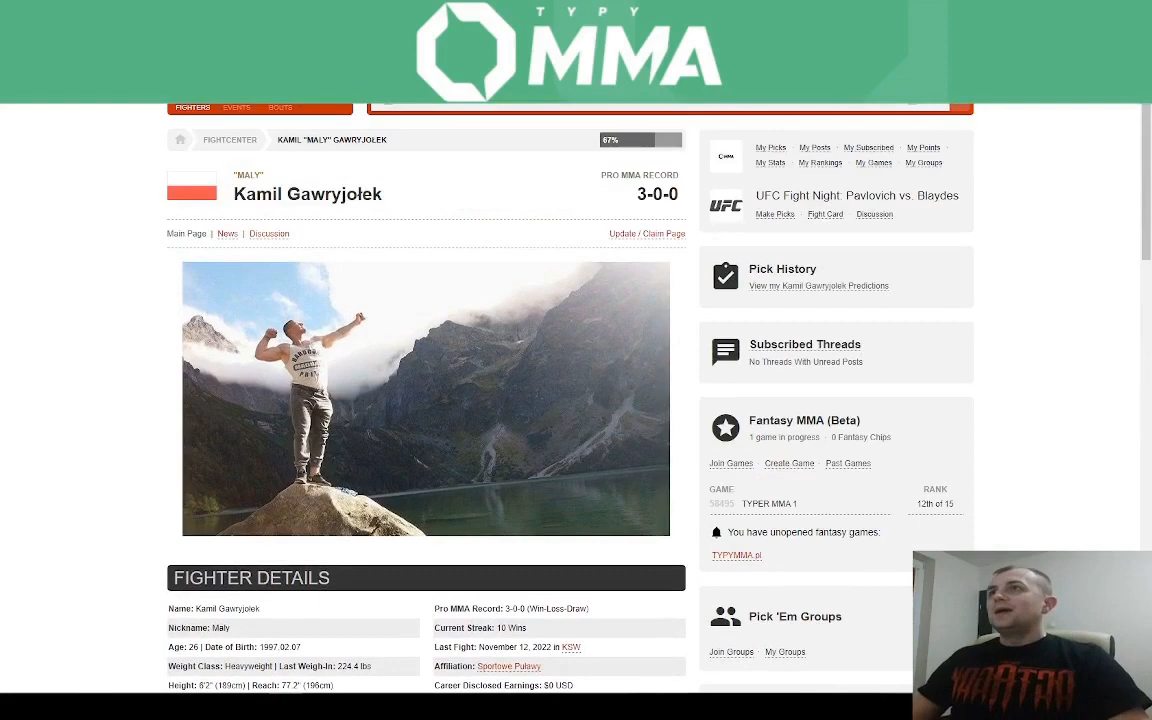 TYPY
MMA
FIGHTERS EVENTS BOUTS
FIGHTCENTER KAMIL "MALY" GAWRYJOŁEK 67%
"MALY" PRO MMA RECORD
Kamil Gawryjołek 3-0-0
Main Page | News | Discussion Update / Claim Page
FIGHTER DETAILS
Name: Kamil Gawryjołek
Nickname: Maly
Age: 26 | Date of Birth: 1997.02.07
Weight Class: Heavyweight | Last Weigh-In: 224.4 lbs
Height: 6'2" (189cm) | Reach: 77.2" (196cm)
Pro MMA Record: 3-0-0 (Win-Loss-Draw)
Current Streak: 10 Wins
Last Fight: November 12, 2022 in KSW
Affiliation: Sportowe Puławy
Career Disclosed Earnings: $0 USD
My Picks · My Posts · My Subscribed · My Points ·
My Stats · My Rankings · My Games · My Groups
UFC UFC Fight Night: Pavlovich vs. Blaydes
Make Picks · Fight Card · Discussion
Pick History
View my Kamil Gawryjołek Predictions
Subscribed Threads
No Threads With Unread Posts
Fantasy MMA (Beta)
1 game in progress · 0 Fantasy Chips
Join Games · Create Game · Past Games
GAME RANK
58495 TYPER MMA 1 12th of 15
You have unopened fantasy games:
TYPYMMA.pl
Pick 'Em Groups
Join Groups · My Groups